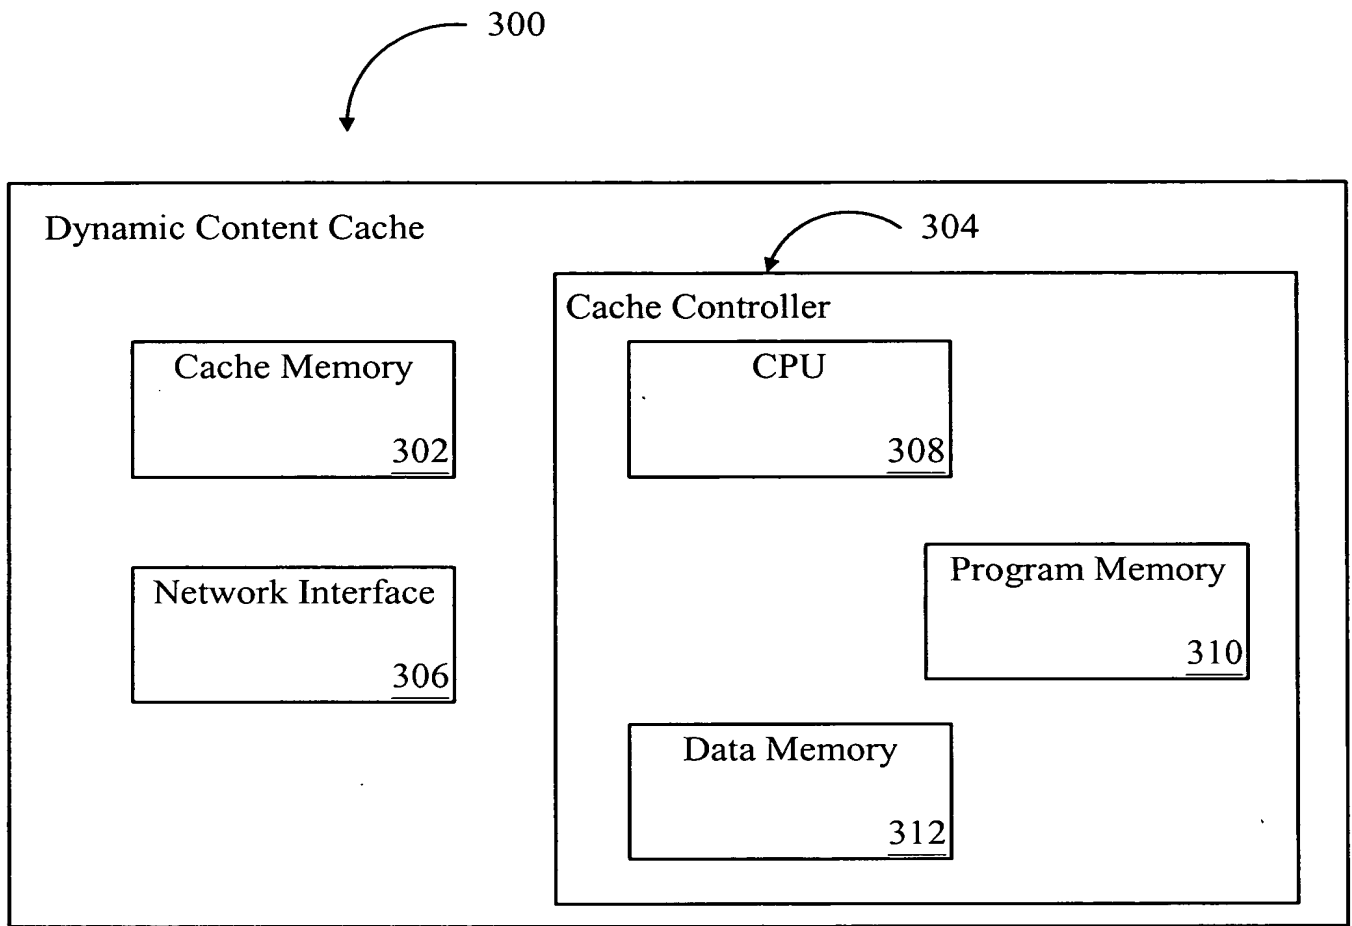 300
Dynamic Content Cache
304
Cache Controller
Cache Memory
302
CPU
308
Network Interface
306
Program Memory
310
Data Memory
312